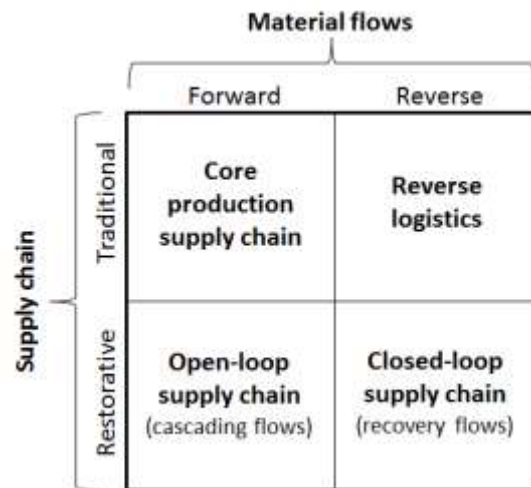 Material flows
Forward Reverse
Supply chain
Traditional
Core
production
supply chain
Reverse
logistics
Restorative
Open-loop
supply chain
(cascading flows)
Closed-loop
supply chain
(recovery flows)